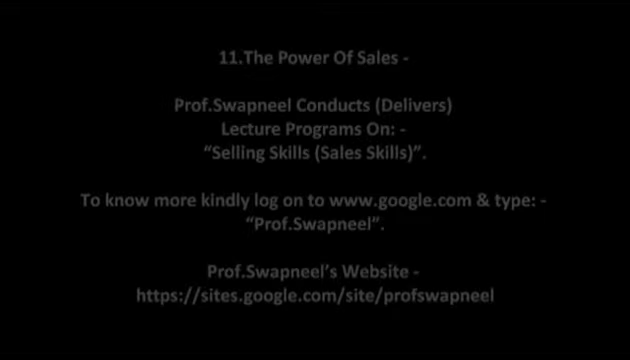 11.The Power Of Sales -
Prof.Swapneel Conducts (Delivers)
Lecture Programs On: -
“Selling Skills (Sales Skills)”.
To know more kindly log on to www.google.com & type: -
“Prof.Swapneel”.
Prof.Swapneel’s Website -
https://sites.google.com/site/profswapneel